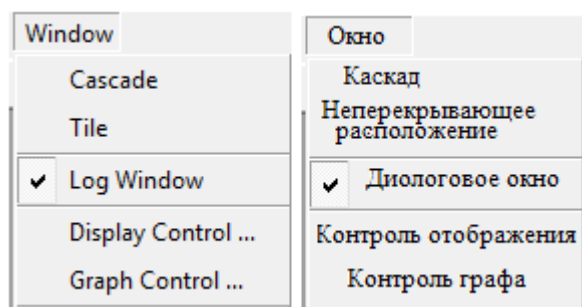 Window
Cascade
Tile
Log Window
Display Control ...
Graph Control ...
Окно
Каскад
Неперекрывающее
расположение
Диологовое окно
Контроль отображения
Контроль графа